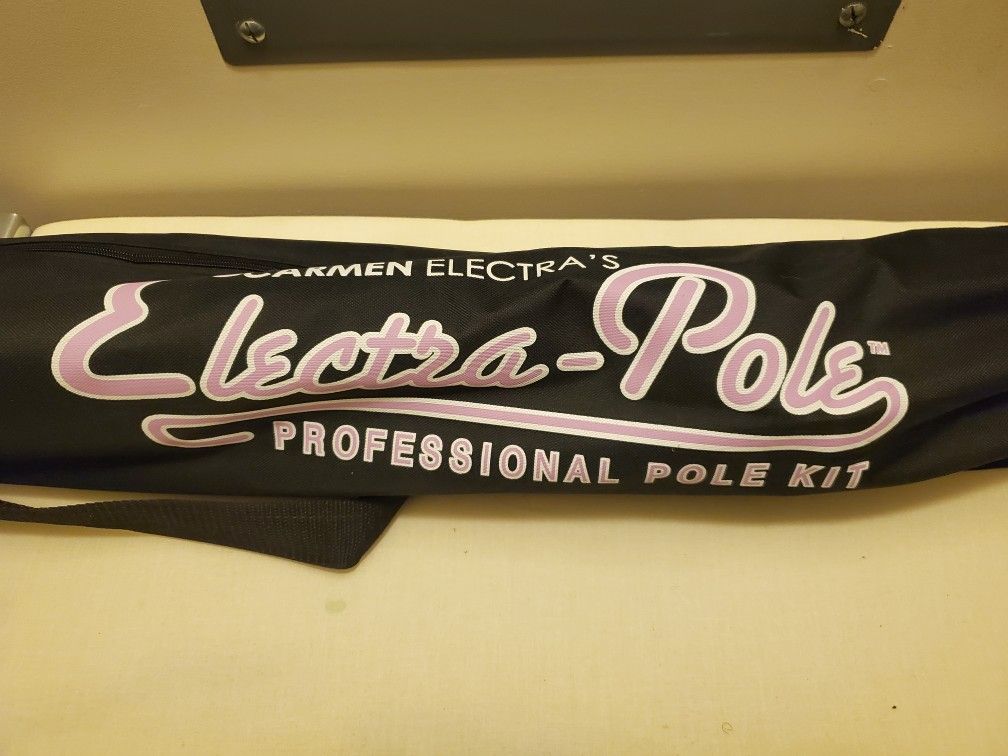 CARMEN ELECTRA'S
Electra-Pole™
PROFESSIONAL POLE KIT